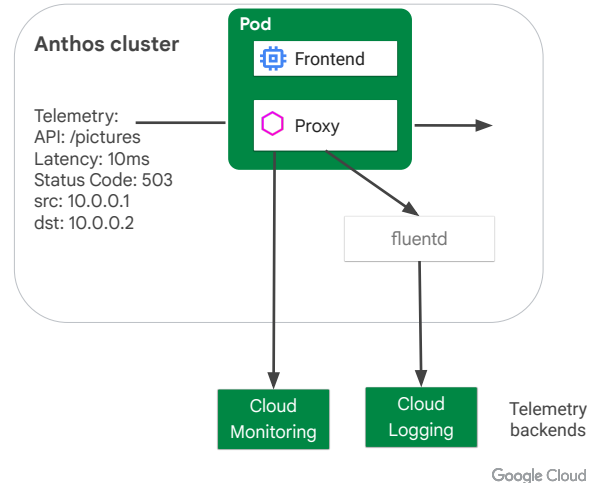 Anthos cluster
Pod
Frontend
Proxy
Telemetry:
API: /pictures
Latency: 10ms
Status Code: 503
src: 10.0.0.1
dst: 10.0.0.2
fluentd
Cloud
Monitoring
Cloud
Logging
Telemetry
backends
Google Cloud